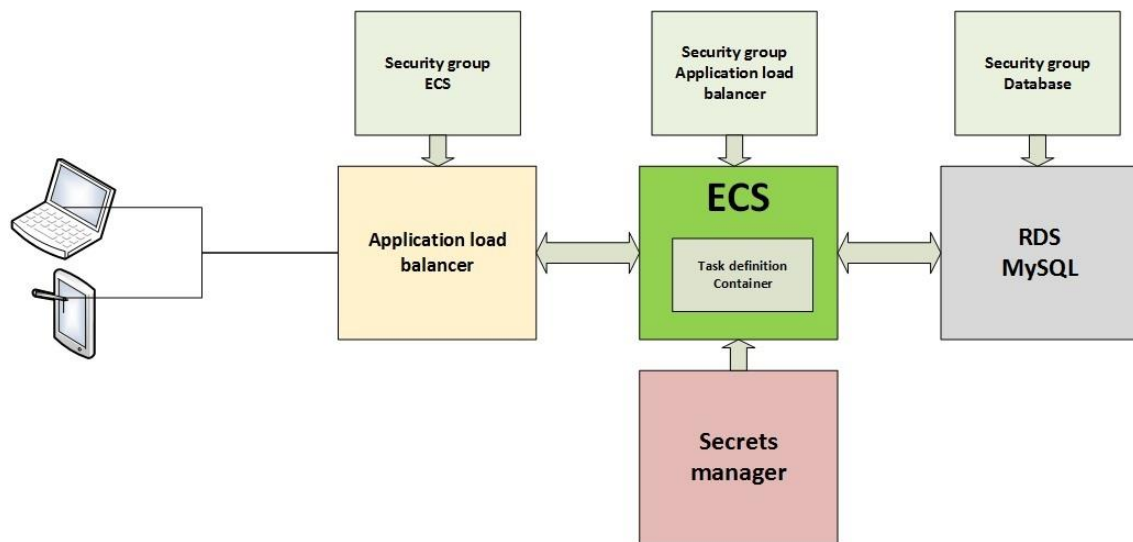 Security group
ECS
Security group
Application load
balancer
Security group
Database
Application load
balancer
ECS
Task definition
Container
RDS
MySQL
Secrets
manager